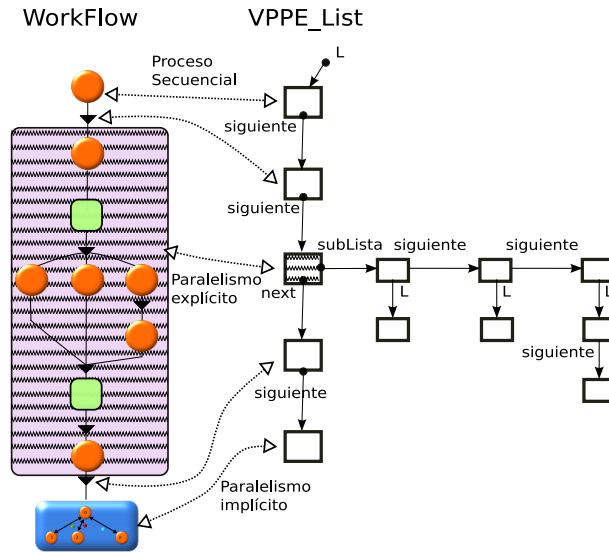 WorkFlow
VPPE_List
Proceso
Secuencial
L
siguiente
siguiente
subLista
siguiente
siguiente
Paralelismo
explícito
next
L
L
L
siguiente
siguiente
Paralelismo
implícito